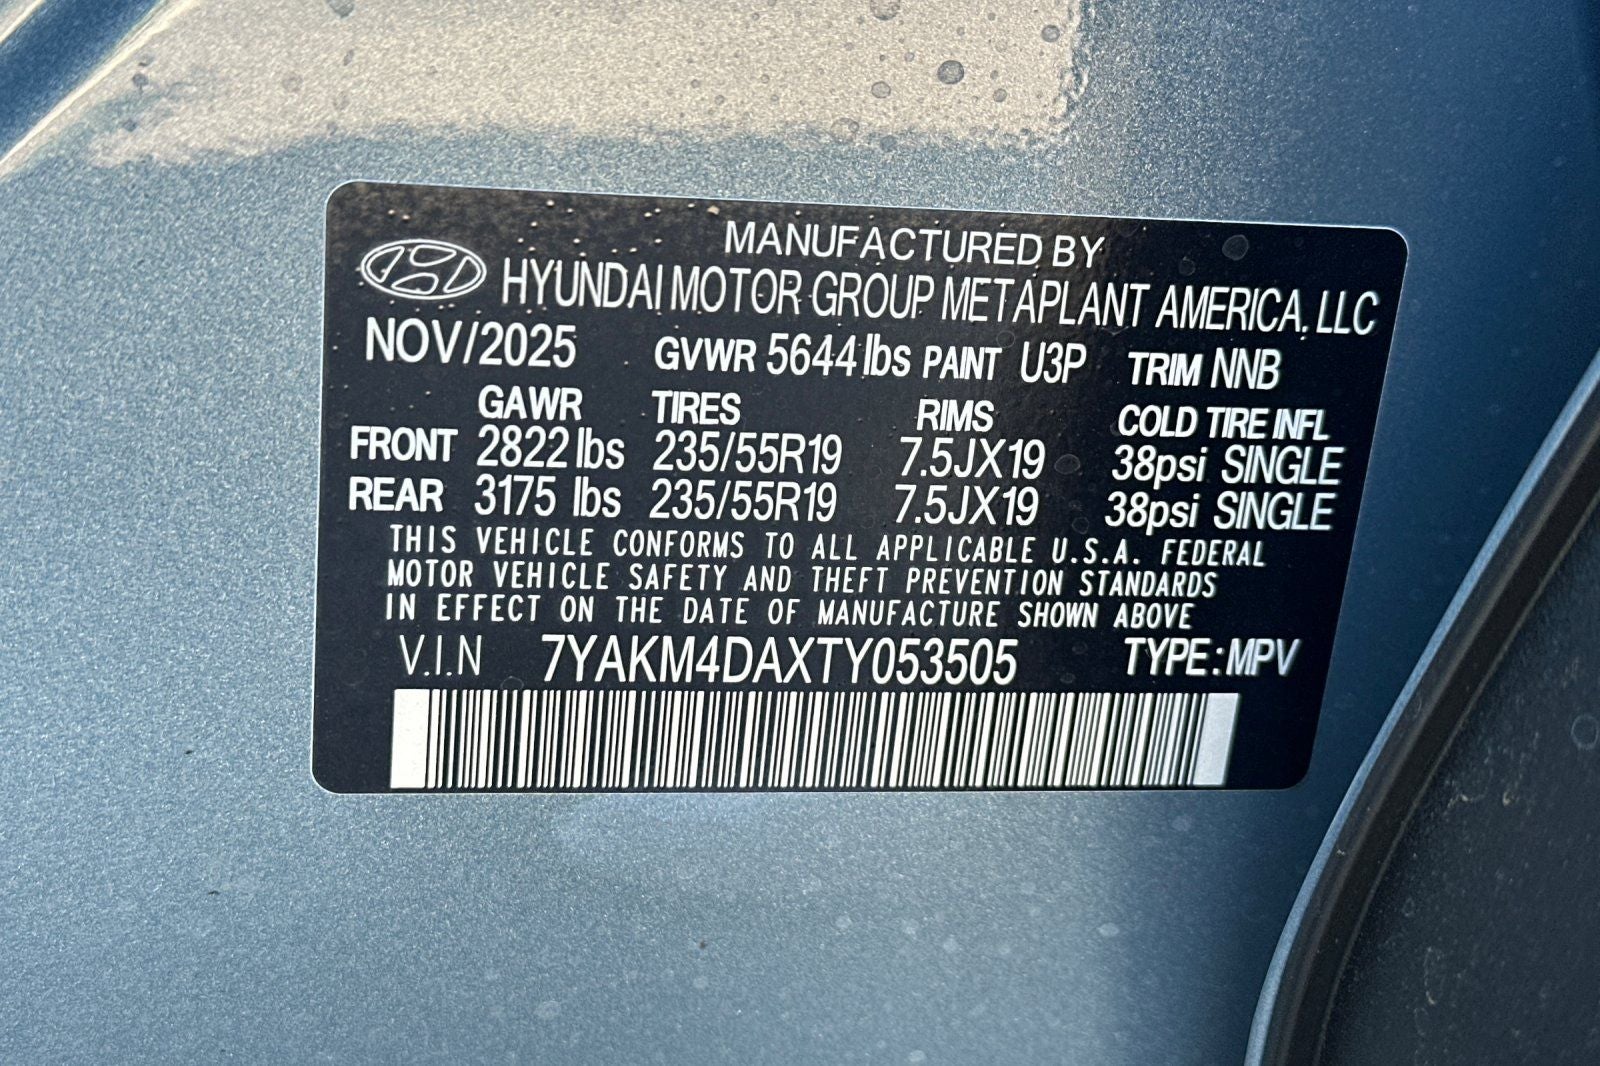 MANUFACTURED BY
HYUNDAI MOTOR GROUP METAPLANT AMERICA, LLC
NOV/2025 GVWR 5644 lbs PAINT U3P TRIM NNB
GAWR TIRES RIMS COLD TIRE INFL
FRONT 2822 lbs 235/55R19 7.5JX19 38psi SINGLE
REAR 3175 lbs 235/55R19 7.5JX19 38psi SINGLE
THIS VEHICLE CONFORMS TO ALL APPLICABLE U.S.A. FEDERAL
MOTOR VEHICLE SAFETY AND THEFT PREVENTION STANDARDS
IN EFFECT ON THE DATE OF MANUFACTURE SHOWN ABOVE
V.I.N 7YAKM4DAXTY053505 TYPE:MPV